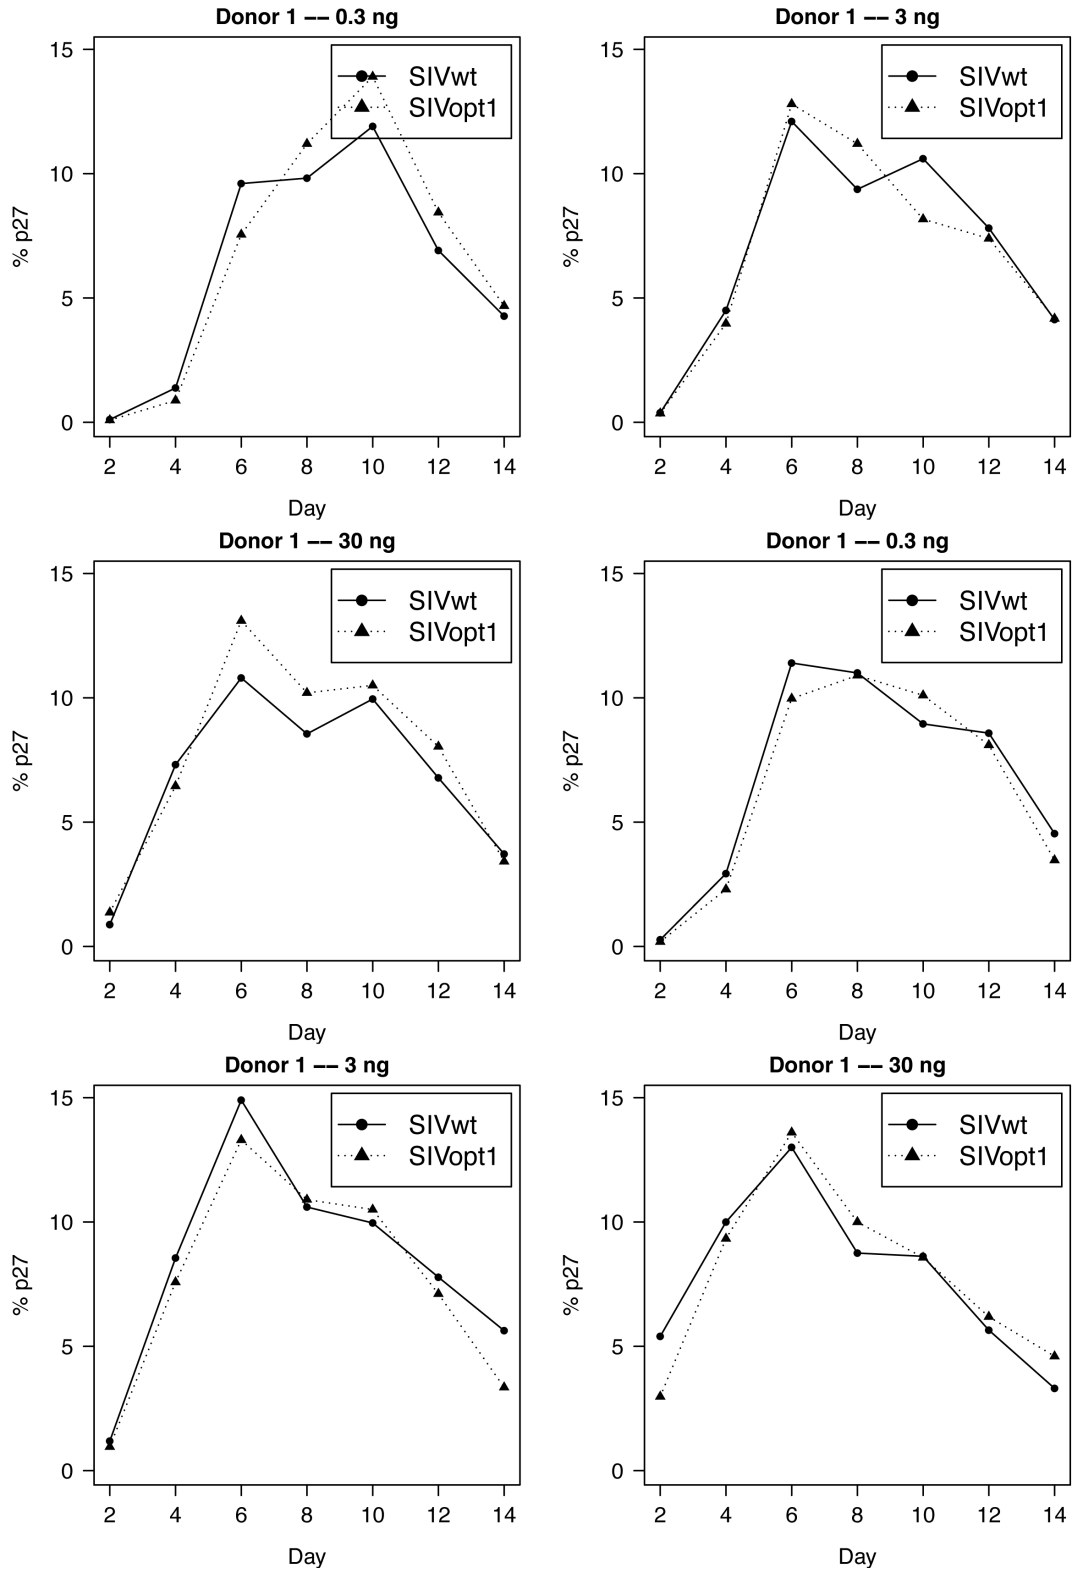 Donor 1 –– 0.3 ng
% p27
15
10
5
0
SIVwt
SIVopt1
2 4 6 8 10 12 14
Day
Donor 1 –– 3 ng
% p27
15
10
5
0
SIVwt
SIVopt1
2 4 6 8 10 12 14
Day
Donor 1 –– 30 ng
% p27
15
10
5
0
SIVwt
SIVopt1
2 4 6 8 10 12 14
Day
Donor 1 –– 0.3 ng
% p27
15
10
5
0
SIVwt
SIVopt1
2 4 6 8 10 12 14
Day
Donor 1 –– 3 ng
% p27
15
10
5
0
SIVwt
SIVopt1
2 4 6 8 10 12 14
Day
Donor 1 –– 30 ng
% p27
15
10
5
0
SIVwt
SIVopt1
2 4 6 8 10 12 14
Day